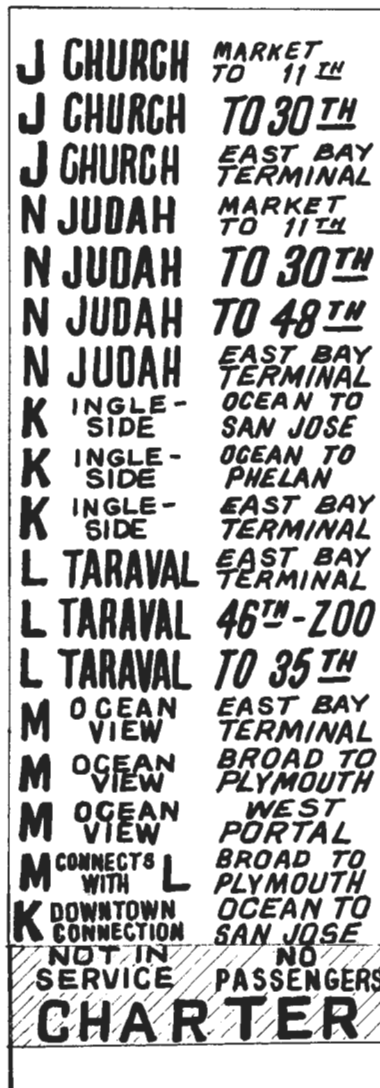 J CHURCH MARKET TO 11TH
J CHURCH TO 30TH
J CHURCH EAST BAY TERMINAL
N JUDAH MARKET TO 11TH
N JUDAH TO 30TH
N JUDAH TO 48TH
N JUDAH EAST BAY TERMINAL
K INGLE-SIDE OCEAN TO SAN JOSE
K INGLE-SIDE OCEAN TO PHELAN
K INGLE-SIDE EAST BAY TERMINAL
L TARAVAL EAST BAY TERMINAL
L TARAVAL 46TH-ZOO
L TARAVAL TO 35TH
M OCEAN VIEW EAST BAY TERMINAL
M OCEAN VIEW BROAD TO PLYMOUTH
M OCEAN VIEW WEST PORTAL
M CONNECTS WITH L BROAD TO PLYMOUTH
K DOWNTOWN CONNECTION OCEAN TO SAN JOSE
NOT IN SERVICE NO PASSENGERS
CHARTER